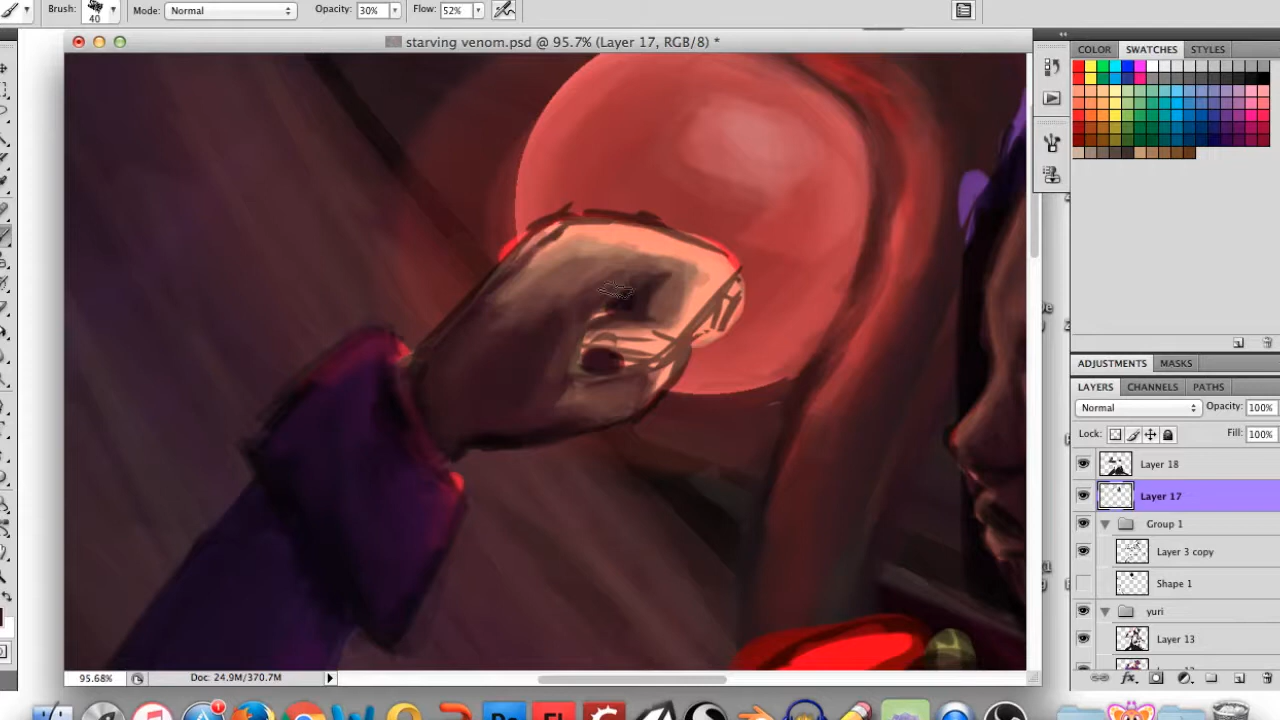 Brush: Mode: Normal Opacity: 30% Flow: 52%
40
starving venom.psd @ 95.7% (Layer 17, RGB/8) *
COLOR SWATCHES STYLES
ADJUSTMENTS MASKS
LAYERS CHANNELS PATHS
Normal Opacity: 100%
Lock: Fill: 100%
Layer 18
Layer 17
Group 1
Layer 3 copy
Shape 1
yuri
Layer 13
95.68% Doc: 24.9M/370.7M